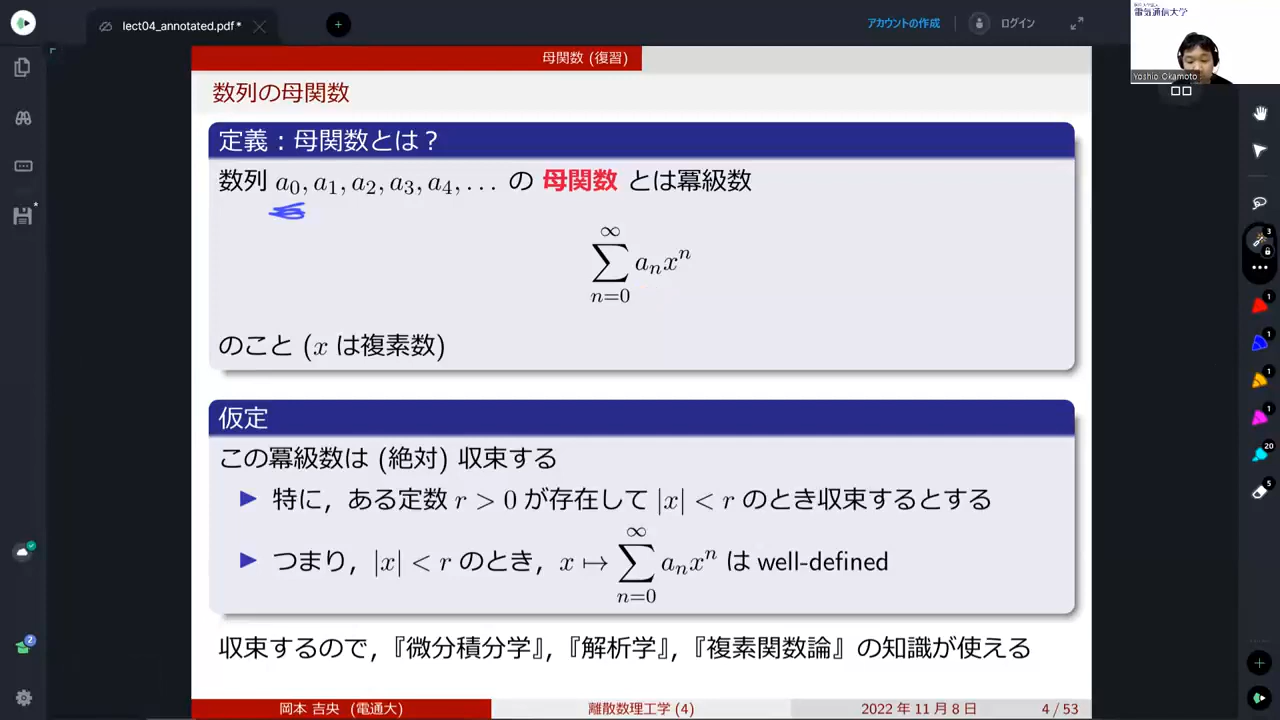 lect04_annotated.pdf*
アカウントの作成
ログイン
電気通信大学
Yoshio Okamoto
母関数 (復習)
数列の母関数
定義：母関数とは？
数列 a_0, a_1, a_2, a_3, a_4, . . . の 母関数 とは冪級数
∞
∑ a_n x^n
n=0
のこと (x は複素数)
仮定
この冪級数は (絶対) 収束する
▶ 特に，ある定数 r > 0 が存在して |x| < r のとき収束するとする
▶ つまり，|x| < r のとき，x ↦ ∑_{n=0}^{∞} a_n x^n は well-defined
収束するので，『微分積分学』，『解析学』，『複素関数論』の知識が使える
岡本 吉央 (電通大)
離散数理工学 (4)
2022 年 11 月 8 日
4 / 53
3
1
1
1
1
20
5
2